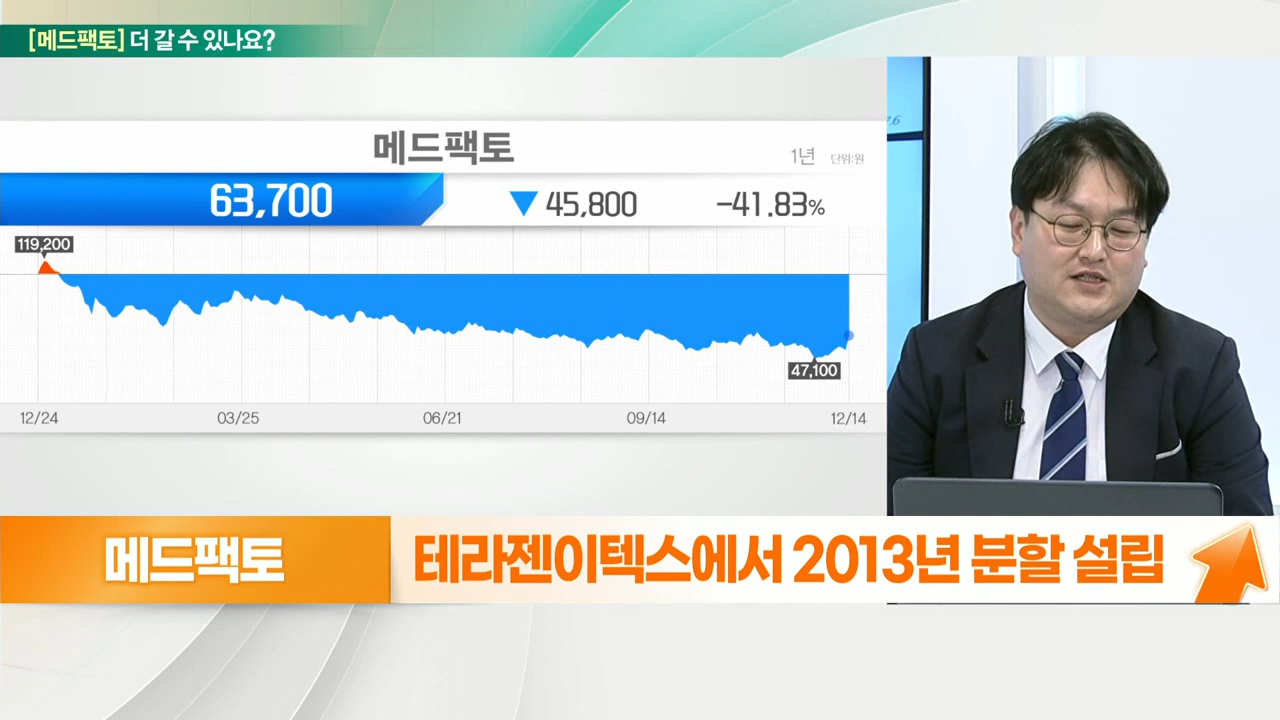 [메드팩토] 더 갈 수 있나요?
메드팩토
1년 단위:원
63,700 ▼ 45,800 -41.83%
119,200
47,100
12/24 03/25 06/21 09/14 12/14
메드팩토 테라젠이텍스에서 2013년 분할 설립